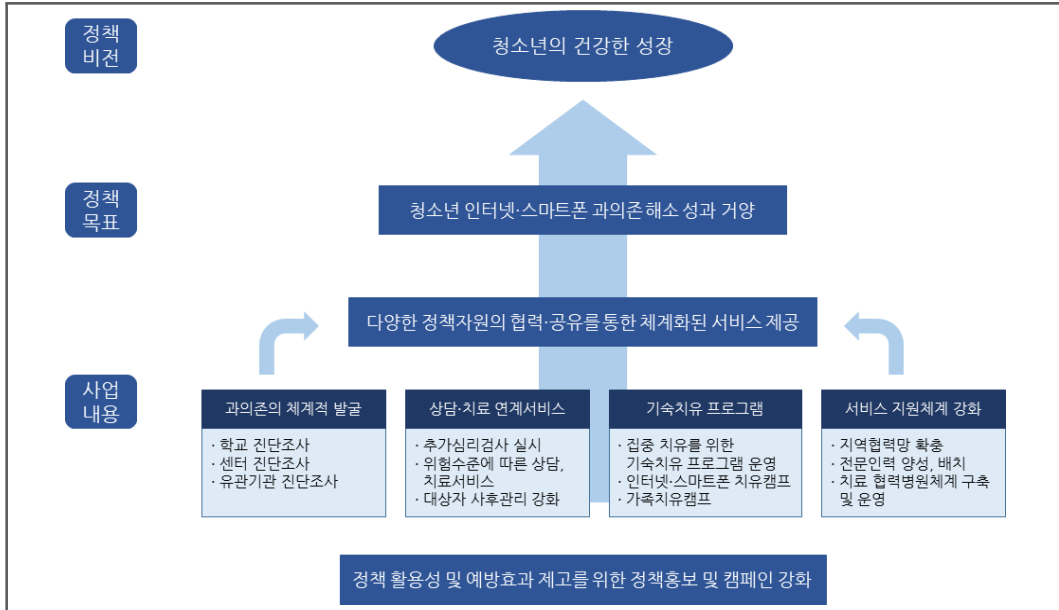 정책
비전
청소년의 건강한 성장
정책
목표
청소년 인터넷·스마트폰 과의존 해소 성과 거양
다양한 정책자원의 협력·공유를 통한 체계화된 서비스 제공
사업
내용
과의존의 체계적 발굴
· 학교 진단조사
· 센터 진단조사
· 유관기관 진단조사
상담·치료 연계서비스
· 추가심리검사 실시
· 위험수준에 따른 상담,
치료서비스
· 대상자 사후관리 강화
기숙치유 프로그램
· 집중 치유를 위한
기숙치유 프로그램 운영
· 인터넷·스마트폰 치유캠프
· 가족치유캠프
서비스 지원체계 강화
· 지역협력망 확충
· 전문인력 양성, 배치
· 치료 협력병원체계 구축
및 운영
정책 활용성 및 예방효과 제고를 위한 정책홍보 및 캠페인 강화